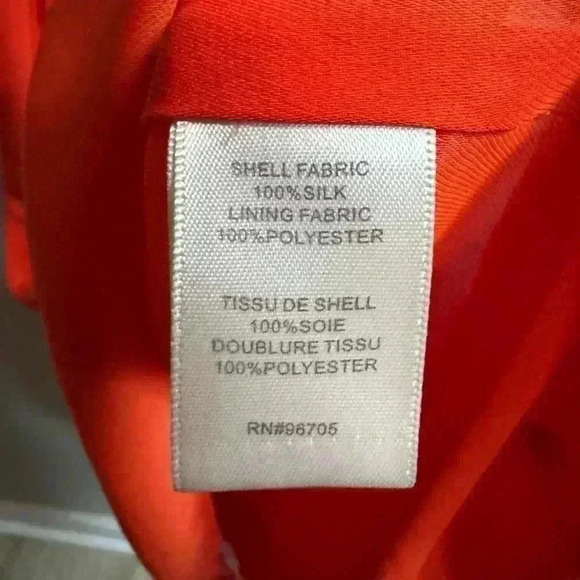 SHELL FABRIC
100%SILK
LINING FABRIC
100%POLYESTER
TISSU DE SHELL
100%SOIE
DOUBLURE TISSU
100%POLYESTER
RN#96705